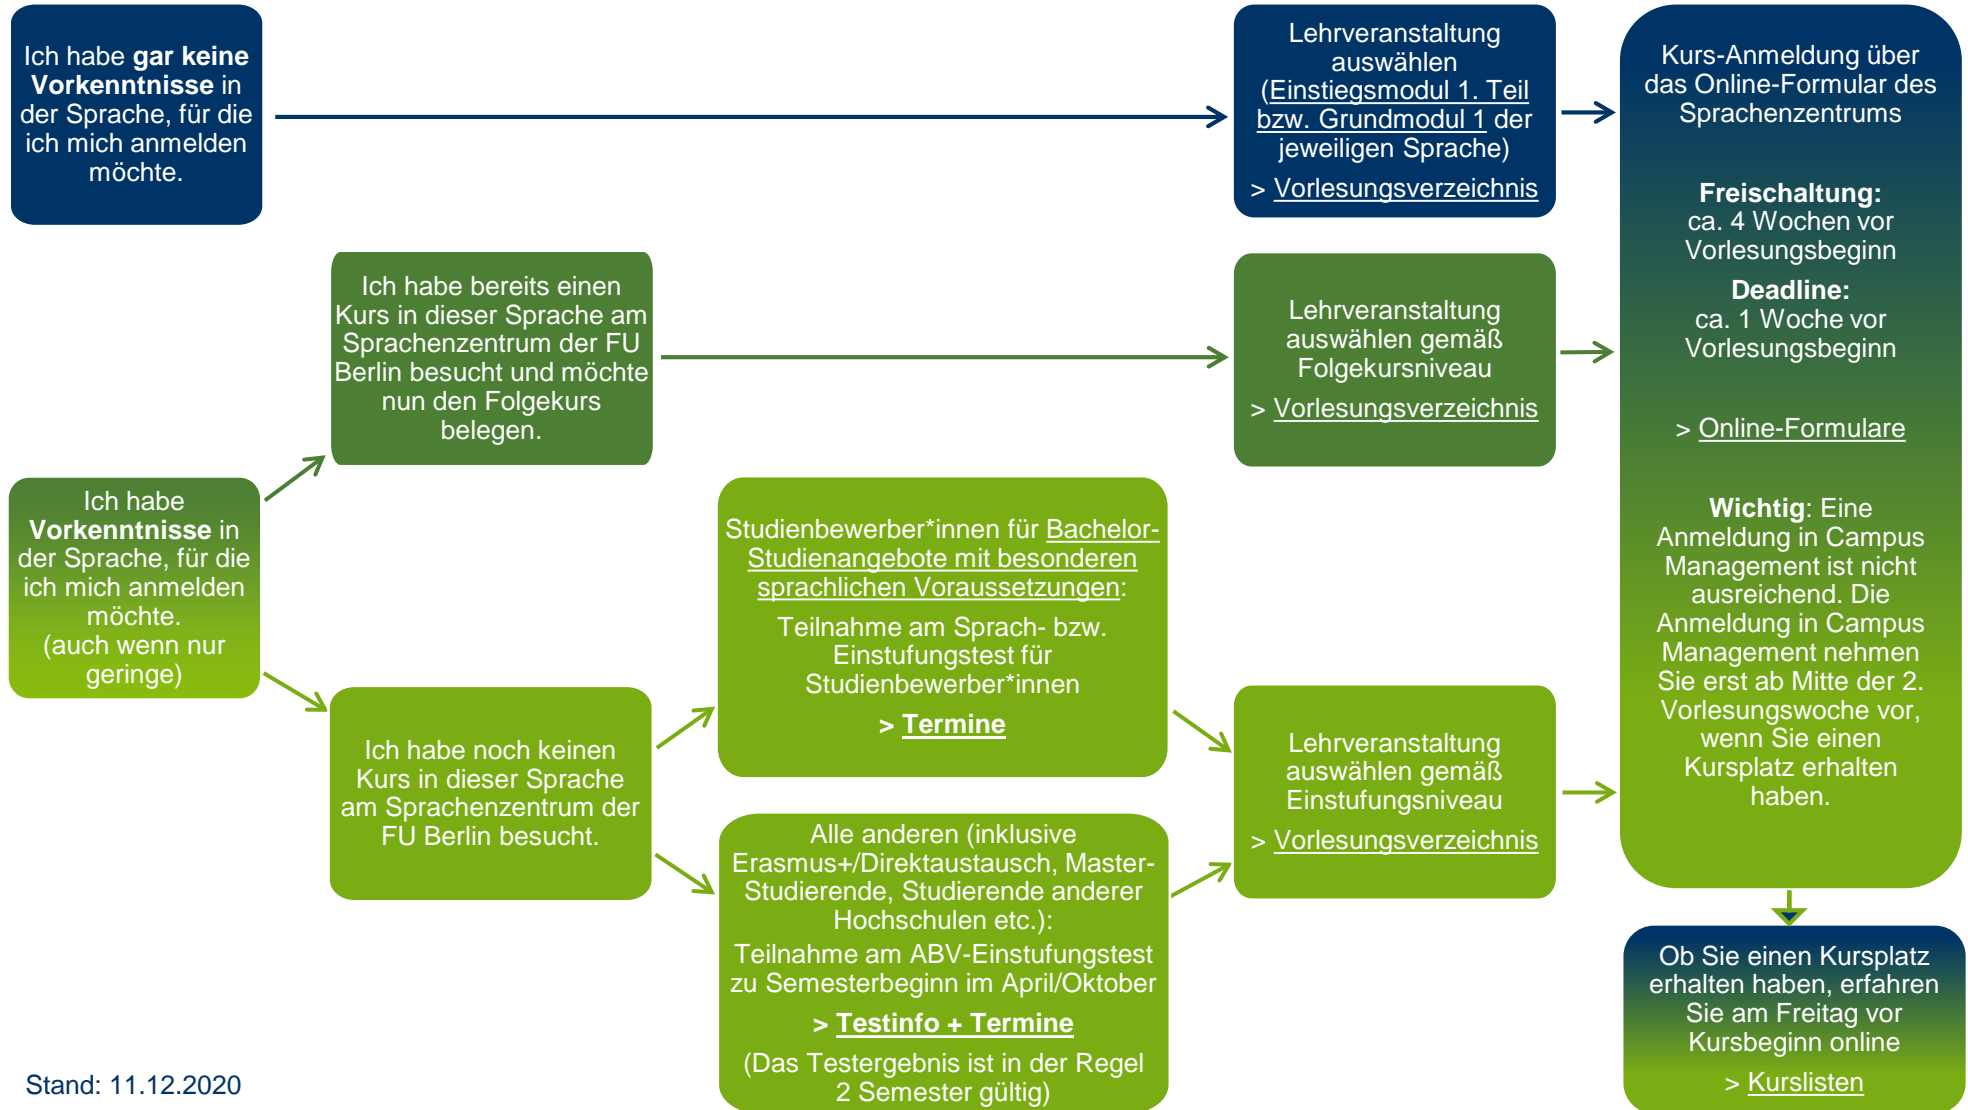 Ich habe gar keine
Vorkenntnisse in
der Sprache, für die
ich mich anmelden
möchte.
Lehrveranstaltung
auswählen
(Einstiegsmodul 1. Teil
bzw. Grundmodul 1 der
jeweiligen Sprache)
> Vorlesungsverzeichnis
Ich habe
Vorkenntnisse in
der Sprache, für die
ich mich anmelden
möchte.
(auch wenn nur
geringe)
Ich habe bereits einen
Kurs in dieser Sprache am
Sprachenzentrum der FU
Berlin besucht und möchte
nun den Folgekurs
belegen.
Lehrveranstaltung
auswählen gemäß
Folgekursniveau
> Vorlesungsverzeichnis
Ich habe noch keinen
Kurs in dieser Sprache
am Sprachenzentrum der
FU Berlin besucht.
Studienbewerber*innen für Bachelor-
Studienangebote mit besonderen
sprachlichen Voraussetzungen:
Teilnahme am Sprach- bzw.
Einstufungstest für
Studienbewerber*innen
> Termine
Alle anderen (inklusive
Erasmus+/Direktaustausch, Master-
Studierende, Studierende anderer
Hochschulen etc.):
Teilnahme am ABV-Einstufungstest
zu Semesterbeginn im April/Oktober
> Testinfo + Termine
(Das Testergebnis ist in der Regel
2 Semester gültig)
Lehrveranstaltung
auswählen gemäß
Einstufungsniveau
> Vorlesungsverzeichnis
Kurs-Anmeldung über
das Online-Formular des
Sprachenzentrums
Freischaltung:
ca. 4 Wochen vor
Vorlesungsbeginn
Deadline:
ca. 1 Woche vor
Vorlesungsbeginn
> Online-Formulare
Wichtig: Eine
Anmeldung in Campus
Management ist nicht
ausreichend. Die
Anmeldung in Campus
Management nehmen
Sie erst ab Mitte der 2.
Vorlesungswoche vor,
wenn Sie einen
Kursplatz erhalten
haben.
Ob Sie einen Kursplatz
erhalten haben, erfahren
Sie am Freitag vor
Kursbeginn online
> Kurslisten
Stand: 11.12.2020